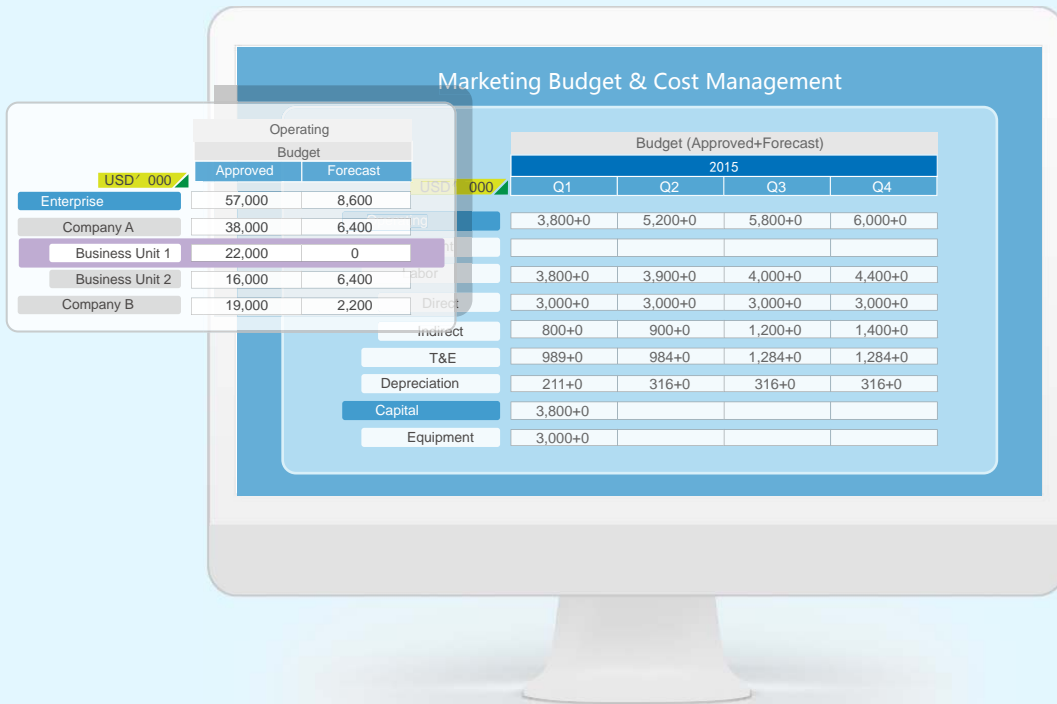 Marketing Budget & Cost Management
Operating
Budget
Approved Forecast
USD' 000
Enterprise 57,000 8,600
Company A 38,000 6,400
Business Unit 1 22,000 0
Business Unit 2 16,000 6,400
Company B 19,000 2,200
Budget (Approved+Forecast)
2015
USD' 000 Q1 Q2 Q3 Q4
3,800+0 5,200+0 5,800+0 6,000+0
Labor 3,800+0 3,900+0 4,000+0 4,400+0
Direct 3,000+0 3,000+0 3,000+0 3,000+0
Indirect 800+0 900+0 1,200+0 1,400+0
T&E 989+0 984+0 1,284+0 1,284+0
Depreciation 211+0 316+0 316+0 316+0
Capital 3,800+0
Equipment 3,000+0